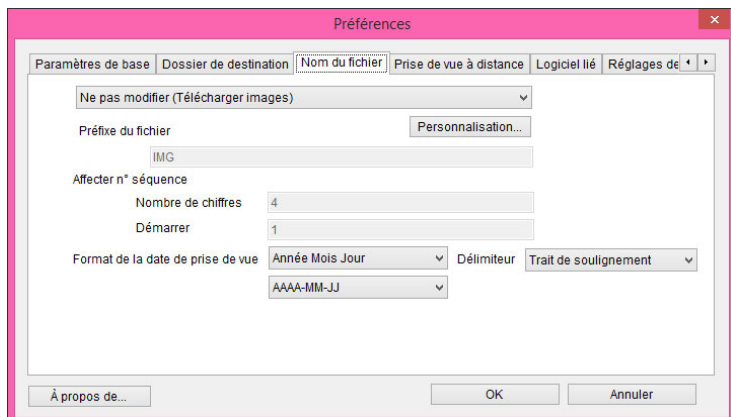 Préférences
Paramètres de base Dossier de destination Nom du fichier Prise de vue à distance Logiciel lié Réglages de
Ne pas modifier (Télécharger images)
Préfixe du fichier Personnalisation...
IMG
Affecter n° séquence
Nombre de chiffres 4
Démarrer 1
Format de la date de prise de vue Année Mois Jour Délimiteur Trait de soulignement
AAAA-MM-JJ
À propos de... OK Annuler